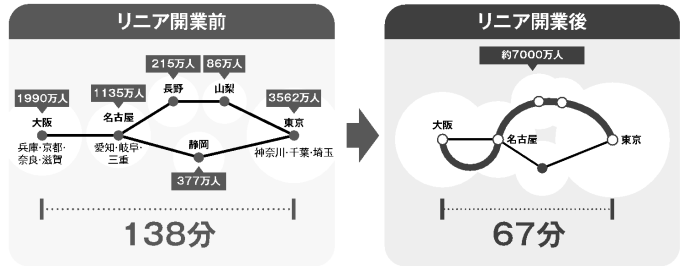 リニア開業前
215万人
86万人
長野
山梨
1990万人
1135万人
3562万人
大阪
名古屋
東京
兵庫・京都・
奈良・滋賀
愛知・岐阜・
三重
静岡
神奈川・千葉・埼玉
377万人
138分
リニア開業後
約7000万人
大阪
名古屋
東京
67分